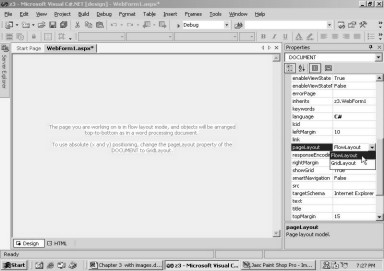 z3 - Microsoft Visual C#.NET [design] - WebForm1.aspx*
File Edit View Project Build Debug Format Table Insert Frames Tools Window Help
Debug
Start Page WebForm1.aspx*
Server Explorer
The page you are working on is in flow layout mode, and objects will be arranged
top-to-bottom as in a word processing document.
To use absolute (x and y) positioning, change the pageLayout property of the
DOCUMENT to GridLayout.
Properties
DOCUMENT
enableViewState True
enableViewStateM False
errorPage
inherits z3.WebForm1
keywords
language C#
lcid
leftMargin 10
link
pageLayout FlowLayout
responseEncodi FlowLayout
rightMargin GridLayout
showGrid True
smartNavigation False
src
targetSchema Internet Explorer
text
title
topMargin 15
pageLayout
Page layout model.
Design HTML
Ready
Start
Chapter 3 with images.d...
z3 - Microsoft Visual C...
Jasc Paint Shop Pro - Im...
7:27 PM